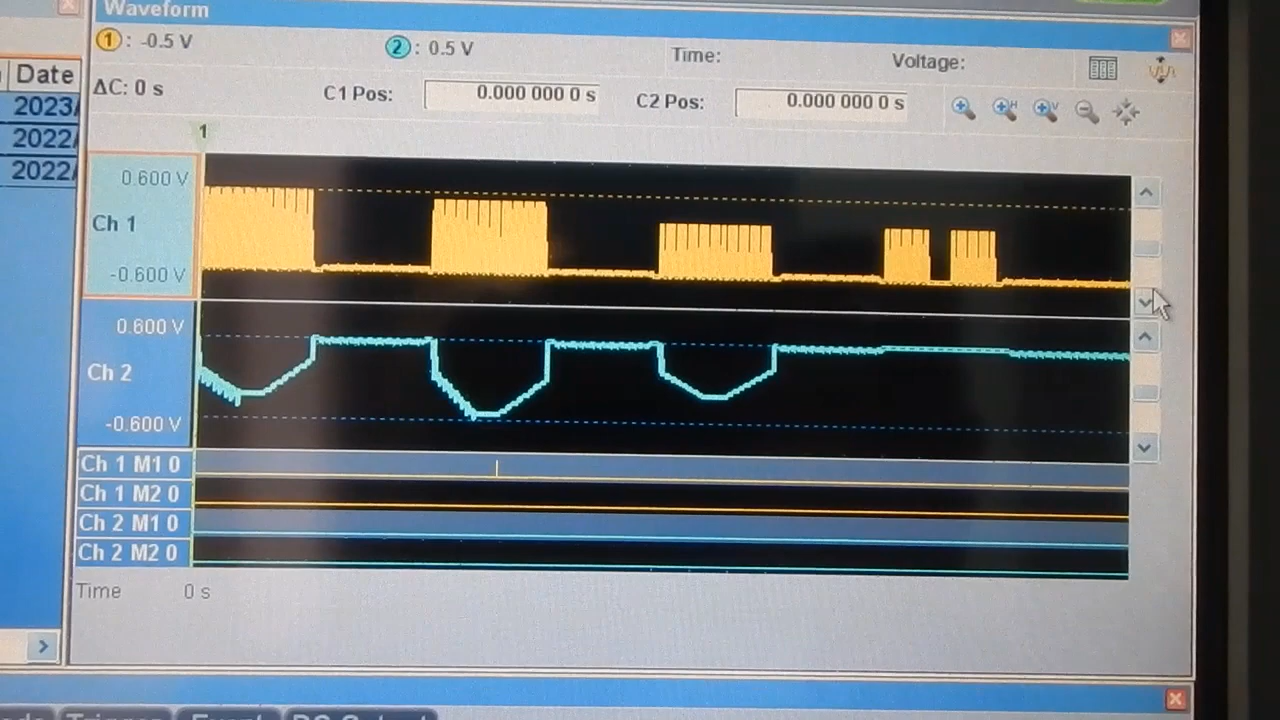 Waveform
1 : -0.5 V 2 : 0.5 V Time: Voltage:
Date
ΔC: 0 s C1 Pos: 0.000 000 0 s C2 Pos: 0.000 000 0 s
2023/
2022/
2022/
1
0.600 V
Ch 1
-0.600 V
0.600 V
Ch 2
-0.600 V
Ch 1 M1 0
Ch 1 M2 0
Ch 2 M1 0
Ch 2 M2 0
Time 0 s
Trigger Event DC Output